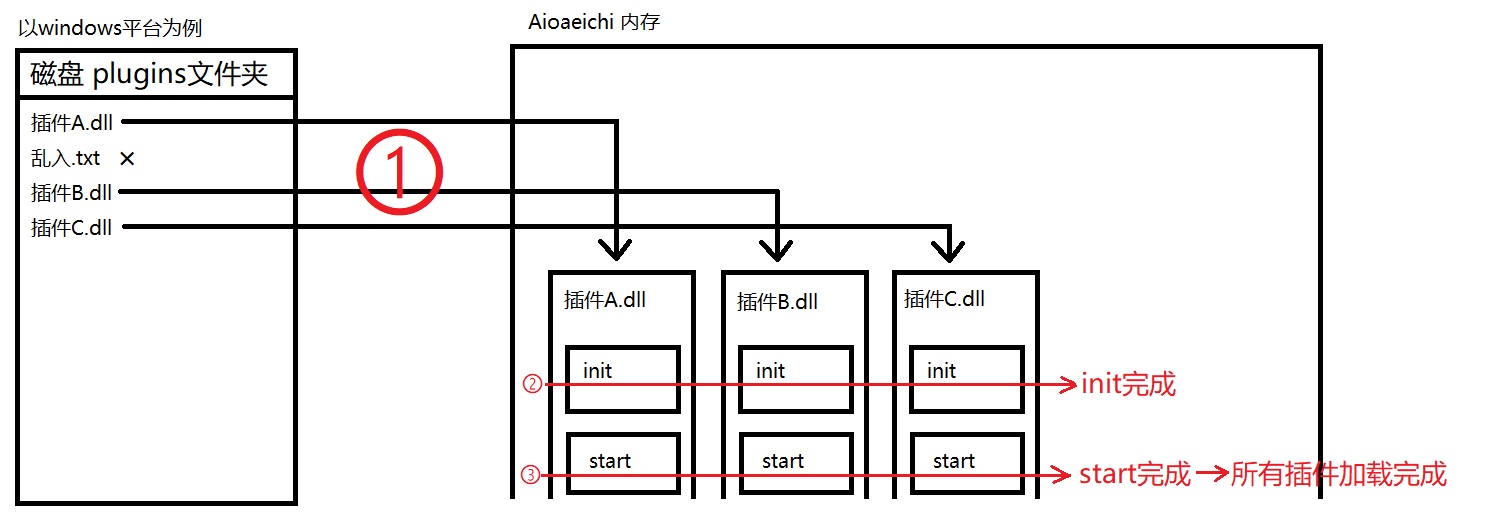 以windows平台为例
Aioaeichi 内存
磁盘 plugins文件夹
插件A.dll
乱入.txt ×
插件B.dll
插件C.dll
①
插件A.dll
插件B.dll
插件C.dll
init
init
init
② init完成
start
start
start
③ start完成→所有插件加载完成